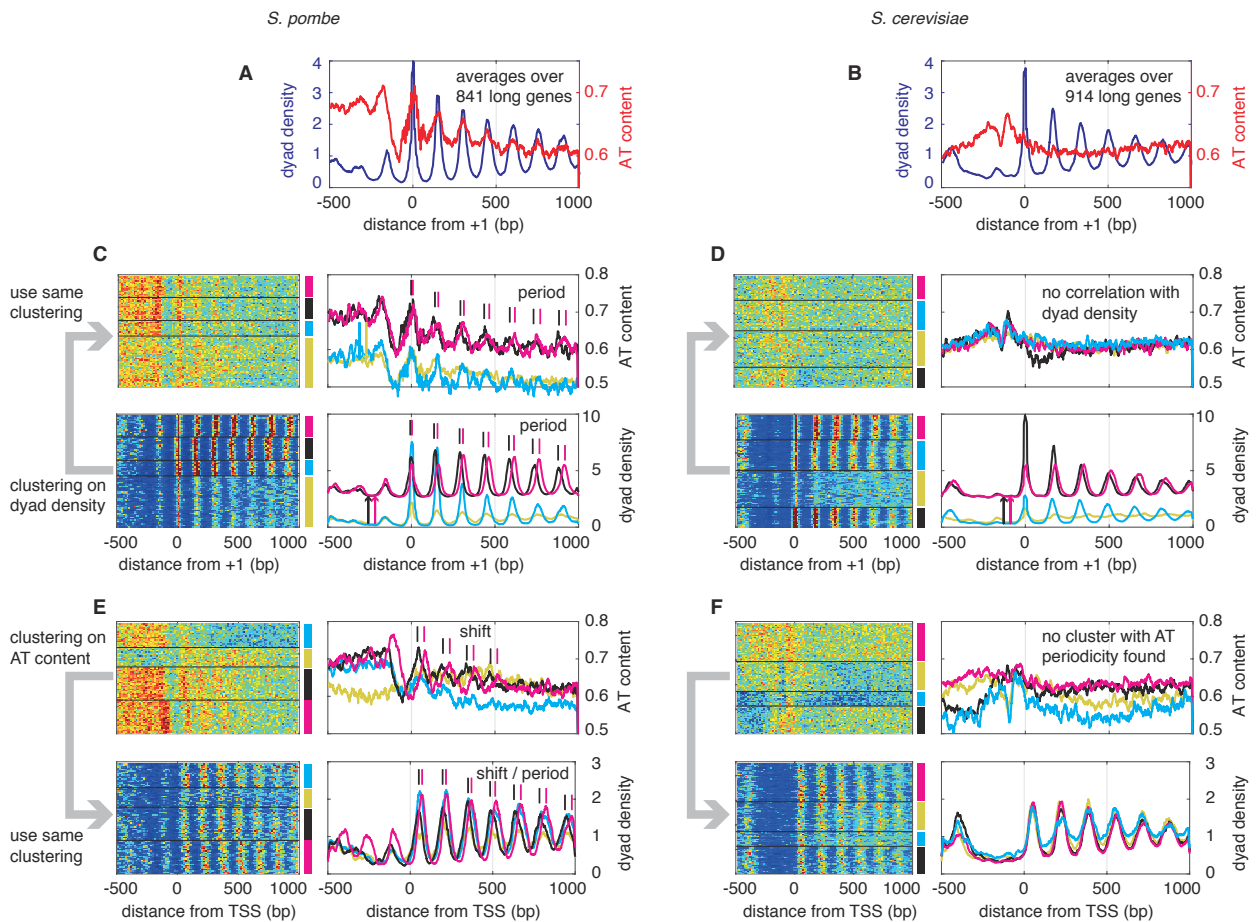 S. pombe
S. cerevisiae
A
averages over
841 long genes
dyad density
AT content
4
3
2
1
0
0.7
0.6
-500 0 500 1000
distance from +1 (bp)
B
averages over
914 long genes
dyad density
AT content
4
3
2
1
0
0.7
0.6
-500 0 500 1000
distance from +1 (bp)
C
use same
clustering
period
0.8
0.7
0.6
0.5
AT content
clustering on
dyad density
period
10
5
0
dyad density
-500 0 500 1000
distance from +1 (bp)
-500 0 500 1000
distance from +1 (bp)
D
no correlation with
dyad density
0.8
0.7
0.6
0.5
AT content
10
5
0
dyad density
-500 0 500 1000
distance from +1 (bp)
-500 0 500 1000
distance from +1 (bp)
E
clustering on
AT content
shift
0.8
0.7
0.6
0.5
AT content
use same
clustering
shift / period
3
2
1
0
dyad density
-500 0 500 1000
distance from TSS (bp)
-500 0 500 1000
distance from TSS (bp)
F
no cluster with AT
periodicity found
0.8
0.7
0.6
0.5
AT content
3
2
1
0
dyad density
-500 0 500 1000
distance from TSS (bp)
-500 0 500 1000
distance from TSS (bp)